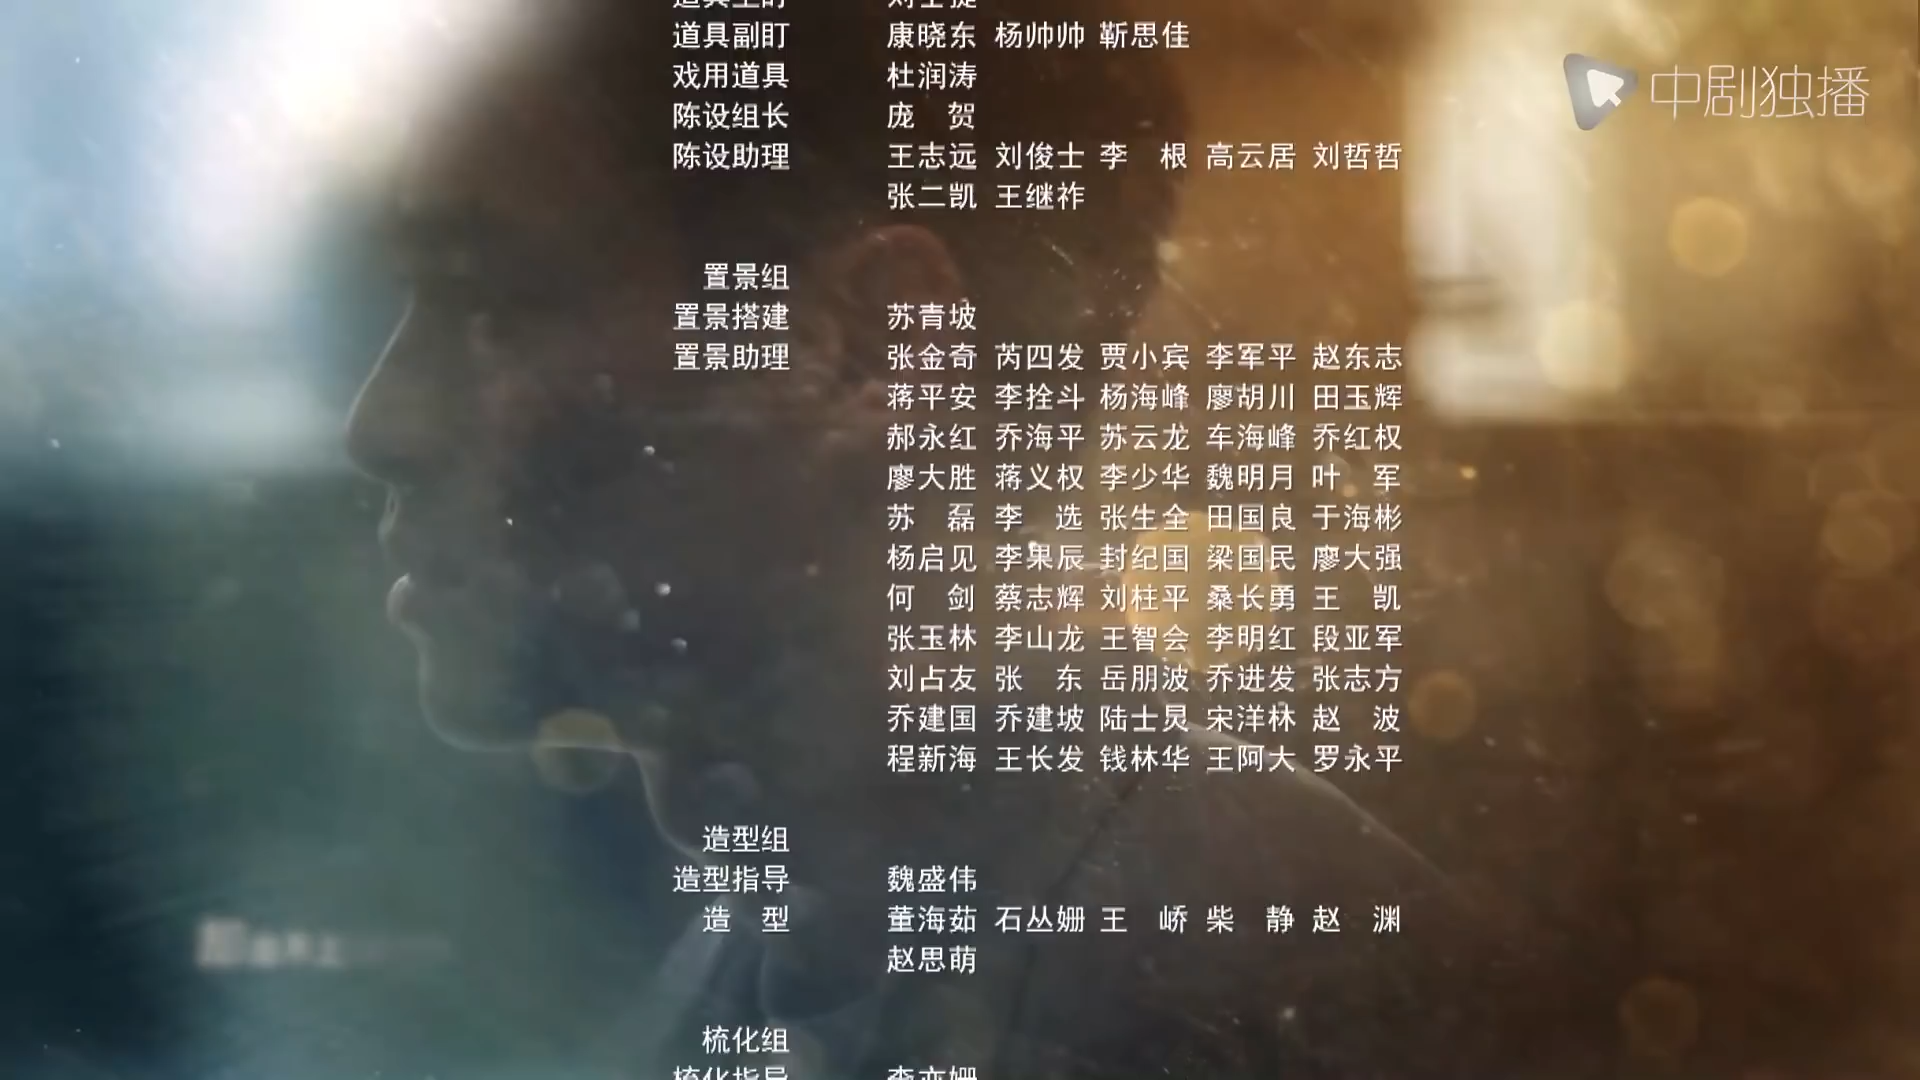 道具副盯 康晓东 杨帅帅 靳思佳
中剧独播
戏用道具 杜润涛
陈设组长 庞 贺
陈设助理 王志远 刘俊士 李 根 高云居 刘哲哲
张二凯 王继祚
置景组
置景搭建 苏青坡
置景助理 张金奇 芮四发 贾小宾 李军平 赵东志
蒋平安 李拴斗 杨海峰 廖胡川 田玉辉
郝永红 乔海平 苏云龙 车海峰 乔红权
廖大胜 蒋义权 李少华 魏明月 叶 军
苏 磊 李 选 张生全 田国良 于海彬
杨启见 李果辰 封纪国 梁国民 廖大强
何 剑 蔡志辉 刘柱平 桑长勇 王 凯
张玉林 李山龙 王智会 李明红 段亚军
刘占友 张 东 岳朋波 乔进发 张志方
乔建国 乔建坡 陆士炅 宋洋林 赵 波
程新海 王长发 钱林华 王阿大 罗永平
造型组
造型指导 魏盛伟
造 型 董海茹 石丛姗 王 峤 柴 静 赵 渊
赵思萌
梳化组
梳化指导 李亦姗